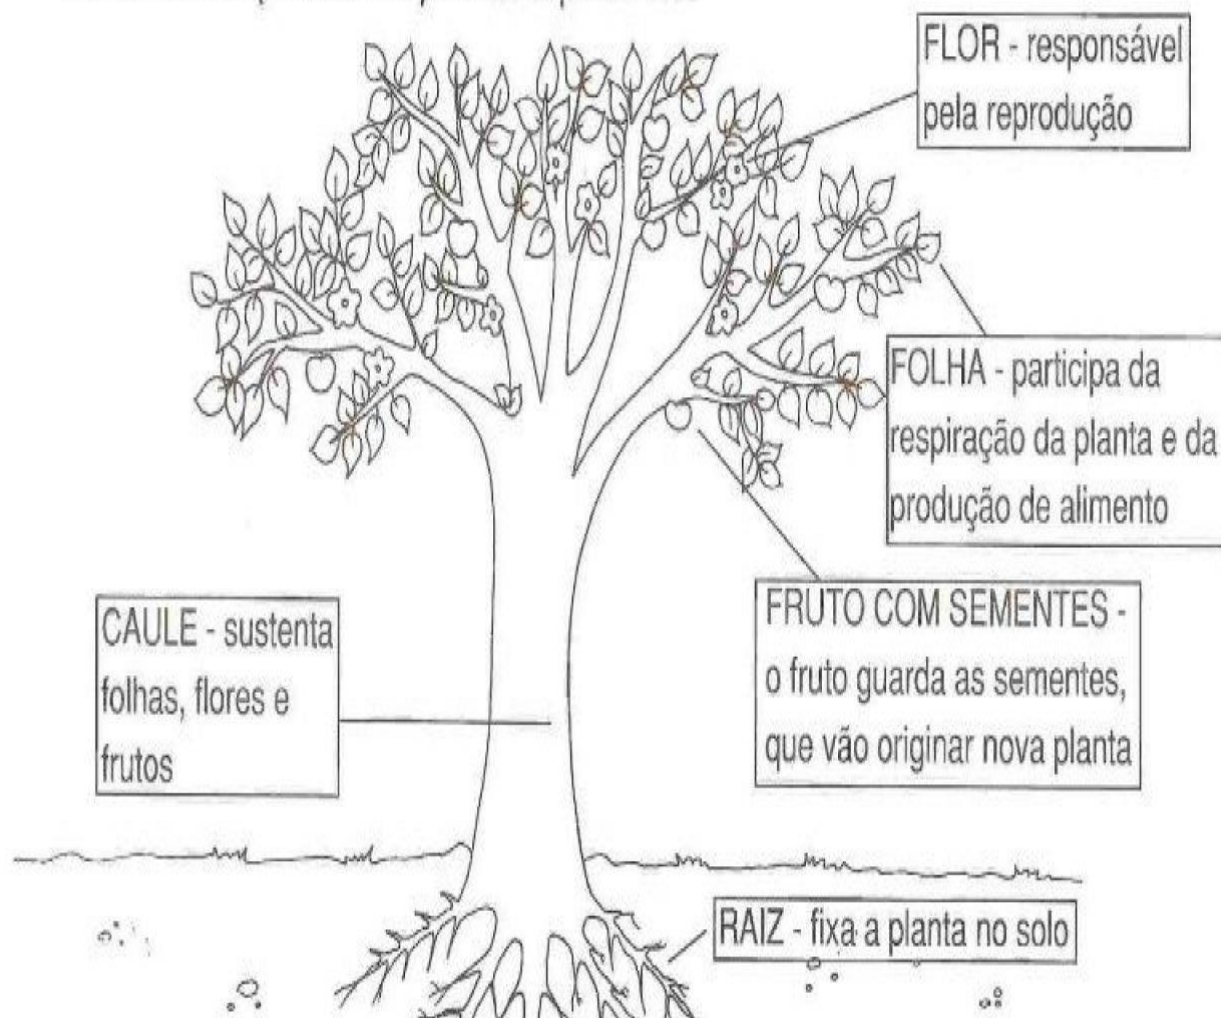 FLOR - responsável
pela reprodução
FOLHA - participa da
respiração da planta e da
produção de alimento
FRUTO COM SEMENTES -
o fruto guarda as sementes,
que vão originar nova planta
CAULE - sustenta
folhas, flores e
frutos
RAIZ - fixa a planta no solo